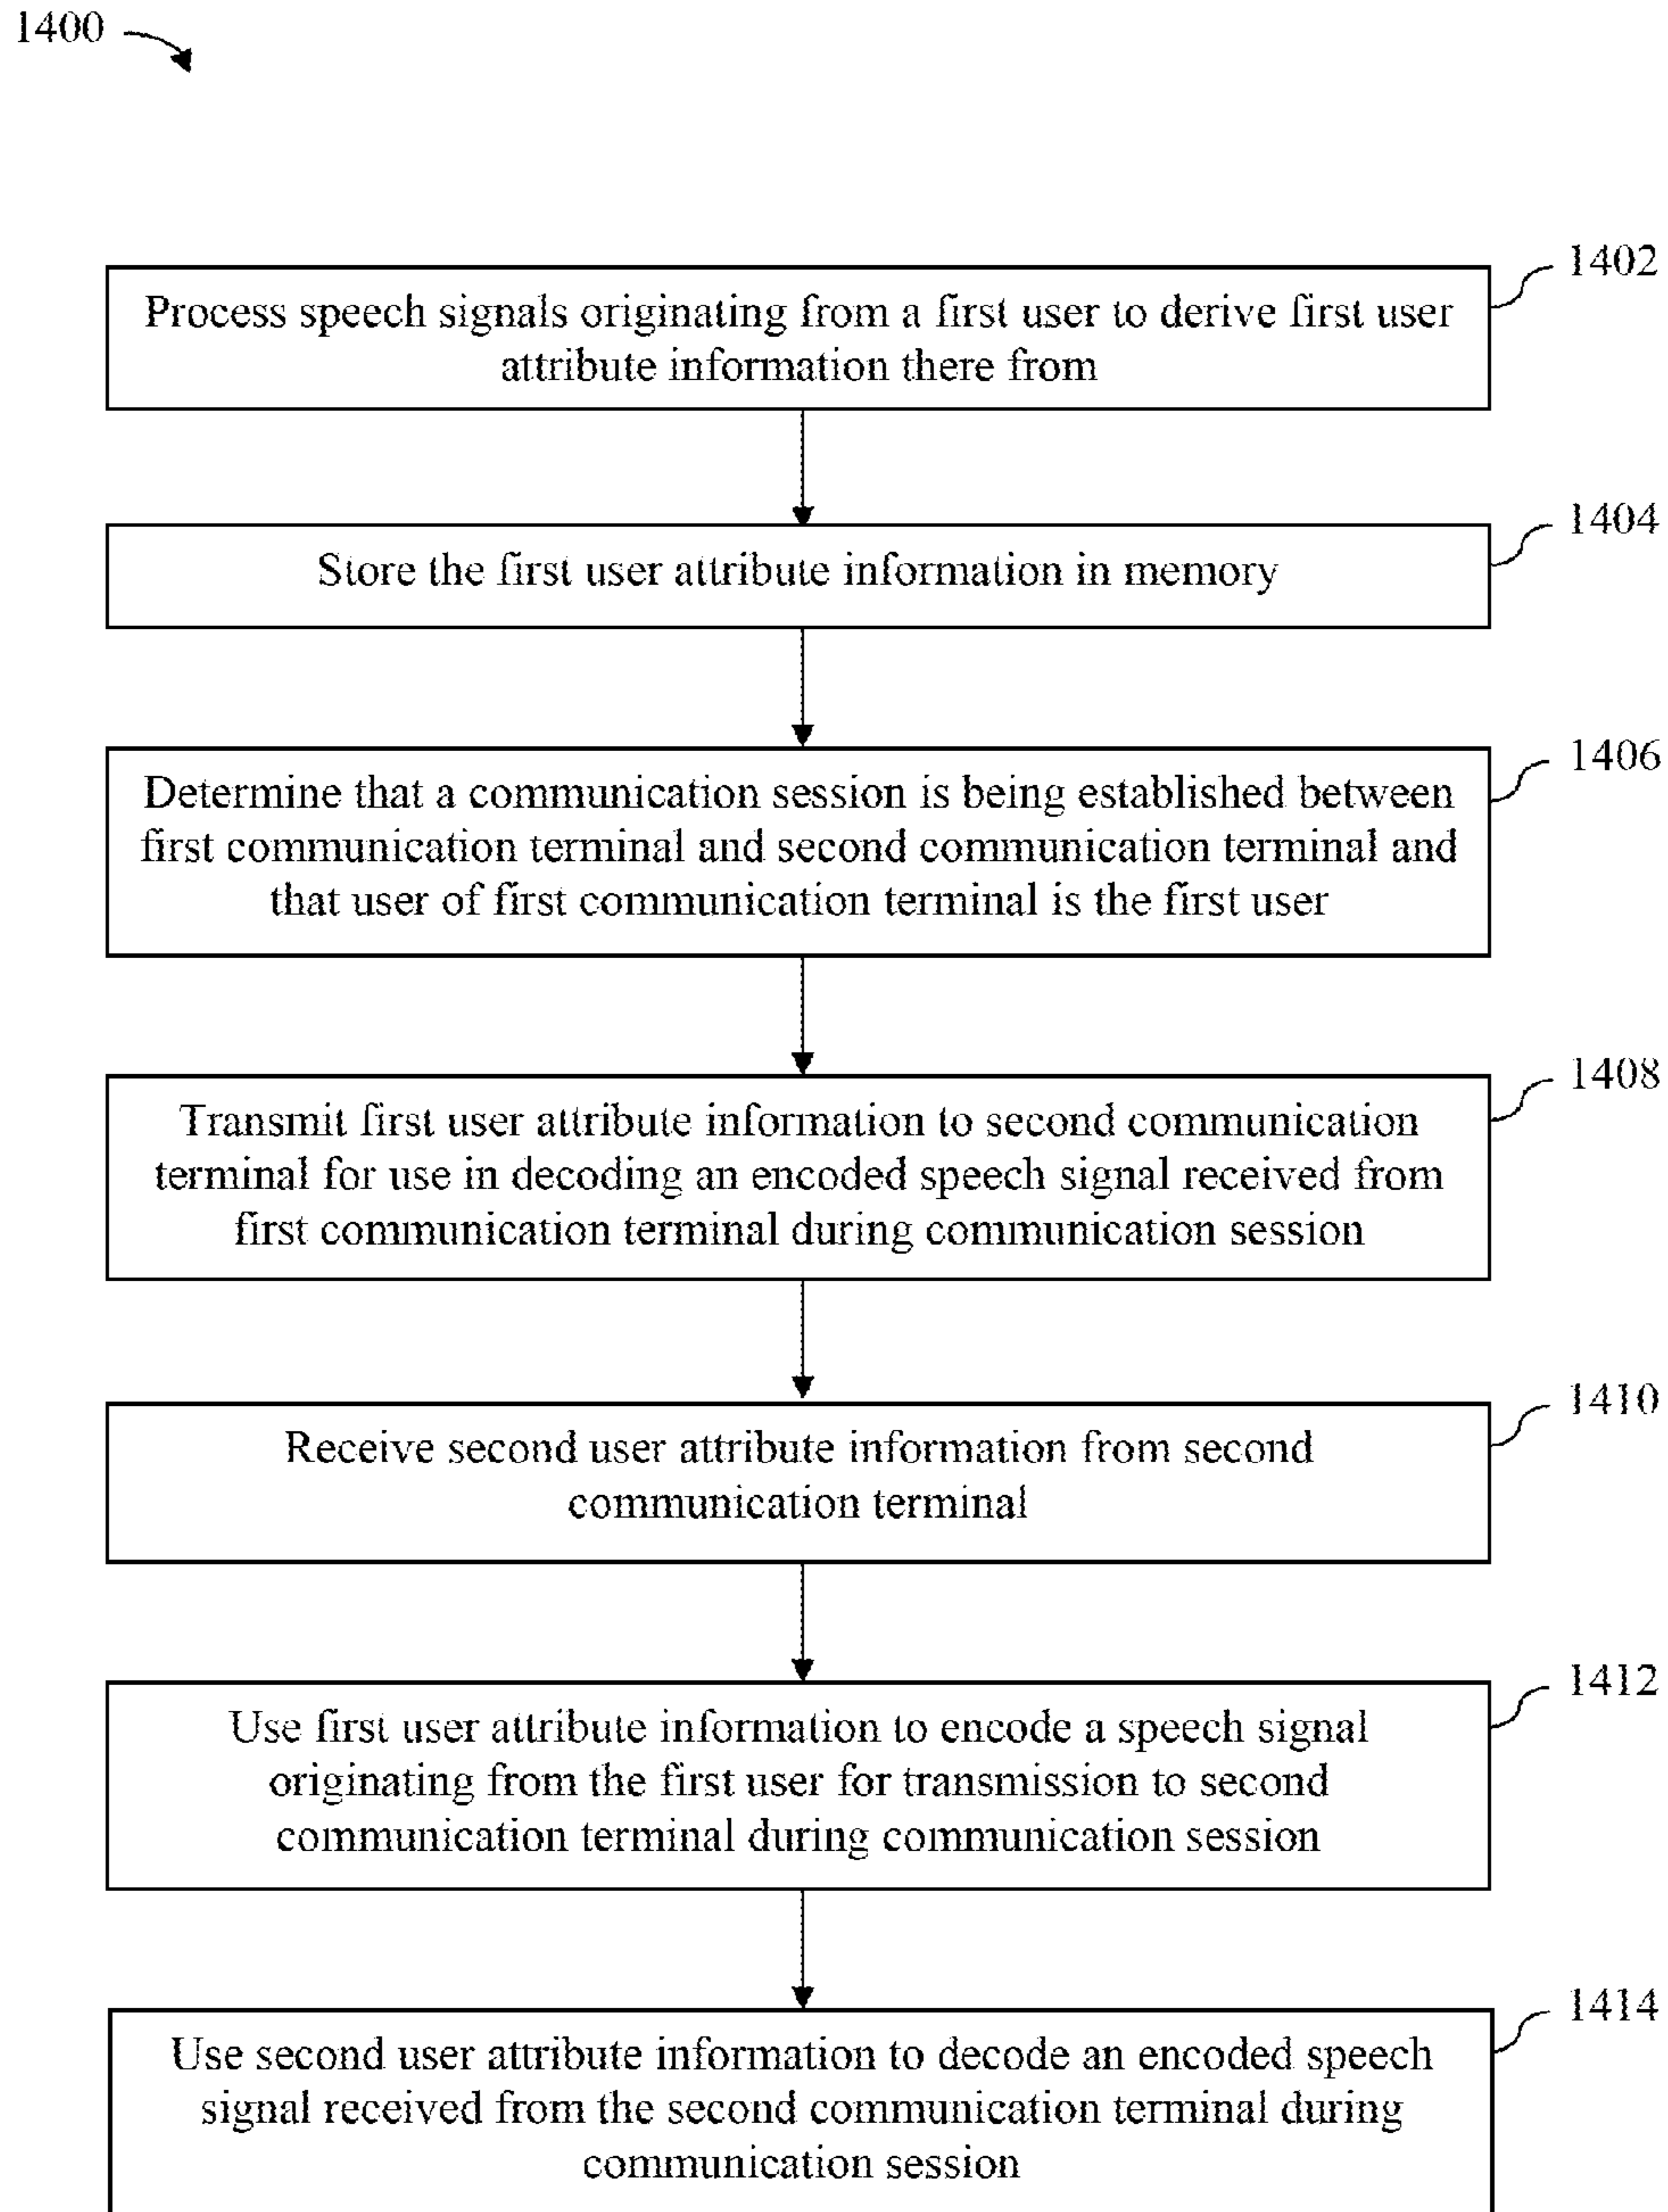 1400
1402
Process speech signals originating from a first user to derive first user
attribute information there from
1404
Store the first user attribute information in memory
1406
Determine that a communication session is being established between
first communication terminal and second communication terminal and
that user of first communication terminal is the first user
1408
Transmit first user attribute information to second communication
terminal for use in decoding an encoded speech signal received from
first communication terminal during communication session
1410
Receive second user attribute information from second
communication terminal
1412
Use first user attribute information to encode a speech signal
originating from the first user for transmission to second
communication terminal during communication session
1414
Use second user attribute information to decode an encoded speech
signal received from the second communication terminal during
communication session